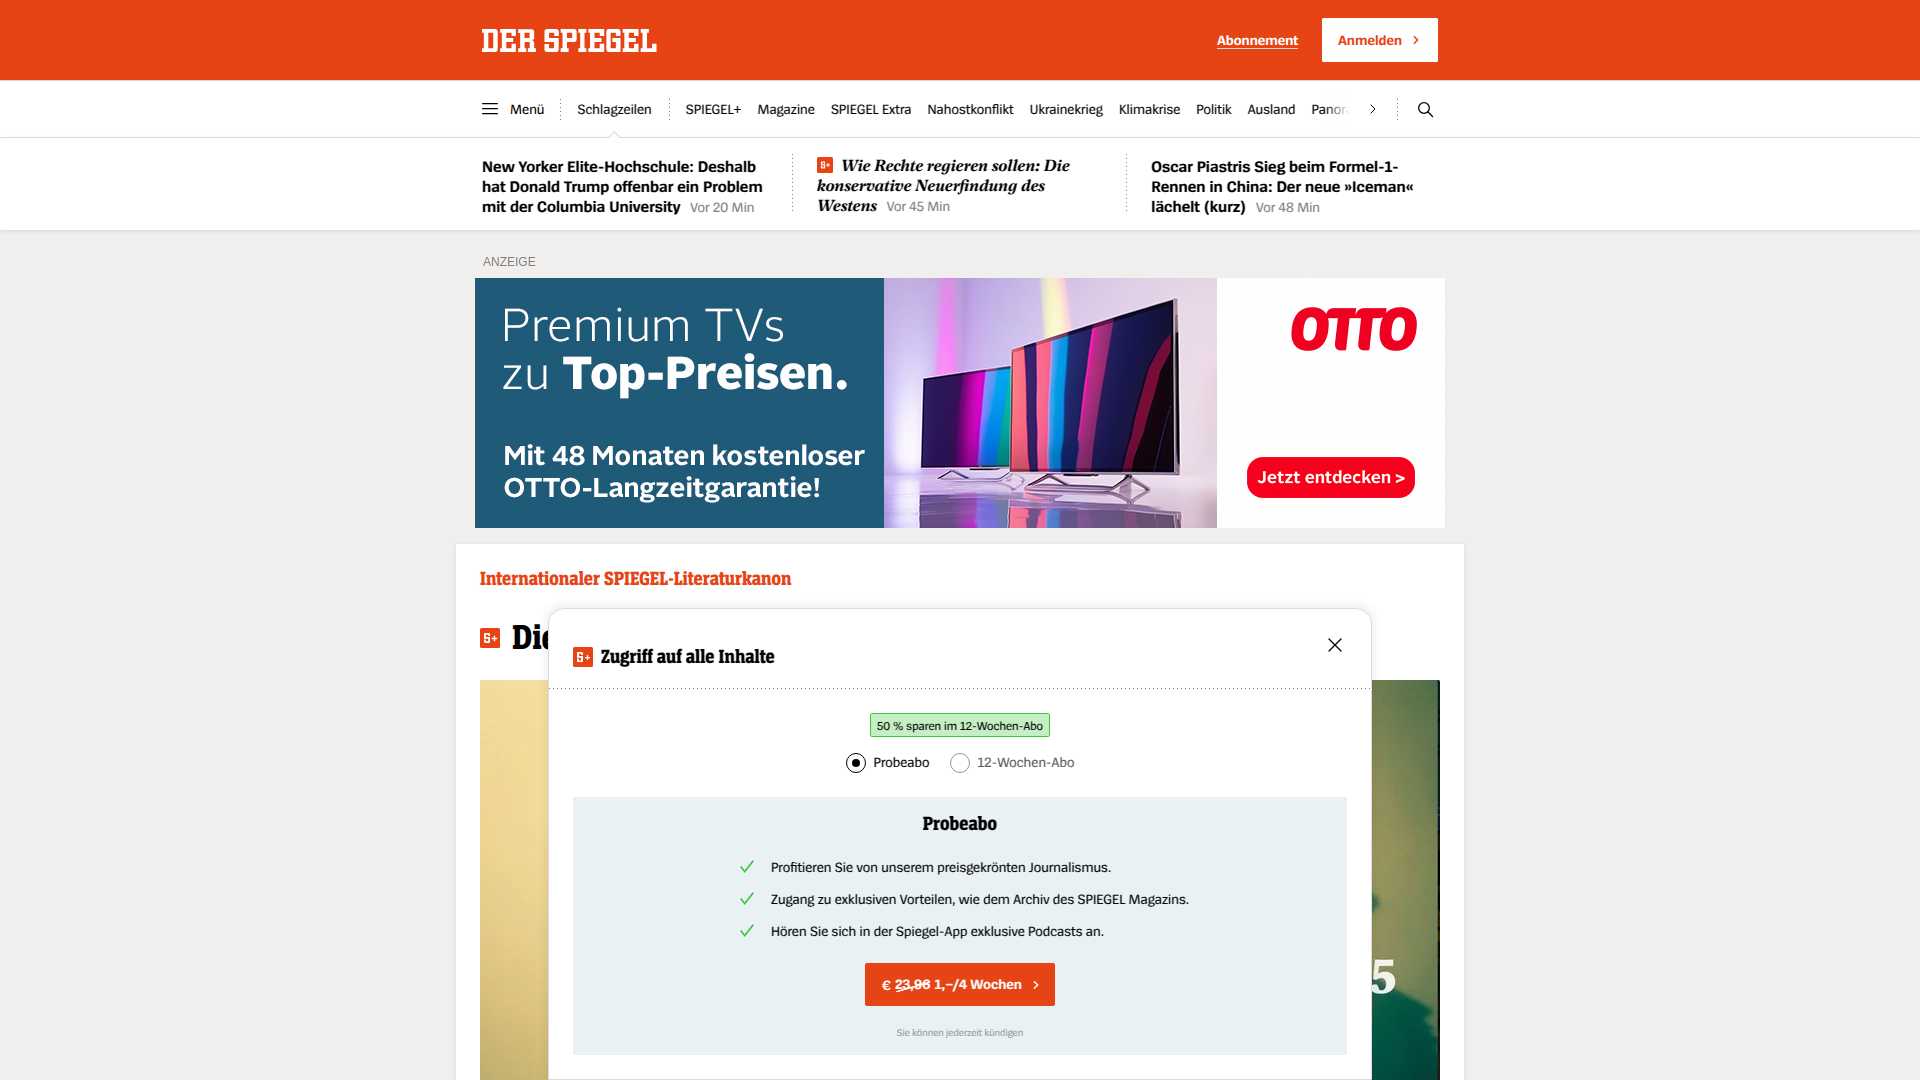 DER SPIEGEL
Abonnement
Anmelden
Menü
Schlagzeilen
SPIEGEL+
Magazine
SPIEGEL Extra
Nahostkonflikt
Ukrainekrieg
Klimakrise
Politik
Ausland
New Yorker Elite-Hochschule: Deshalb
hat Donald Trump offenbar ein Problem
mit der Columbia University Vor 20 Min
Wie Rechte regieren sollen: Die
konservative Neuerfindung des
Westens Vor 45 Min
Oscar Piastris Sieg beim Formel-1-
Rennen in China: Der neue »Iceman«
lächelt (kurz) Vor 48 Min
ANZEIGE
Premium TVs
zu Top-Preisen.
Mit 48 Monaten kostenloser
OTTO-Langzeitgarantie!
OTTO
Jetzt entdecken >
Internationaler SPIEGEL-Literaturkanon
Die
Zugriff auf alle Inhalte
50 % sparen im 12-Wochen-Abo
Probeabo
12-Wochen-Abo
Probeabo
Profitieren Sie von unserem preisgekrönten Journalismus.
Zugang zu exklusiven Vorteilen, wie dem Archiv des SPIEGEL Magazins.
Hören Sie sich in der Spiegel-App exklusive Podcasts an.
€ 23,96 1,–/4 Wochen
Sie können jederzeit kündigen
5